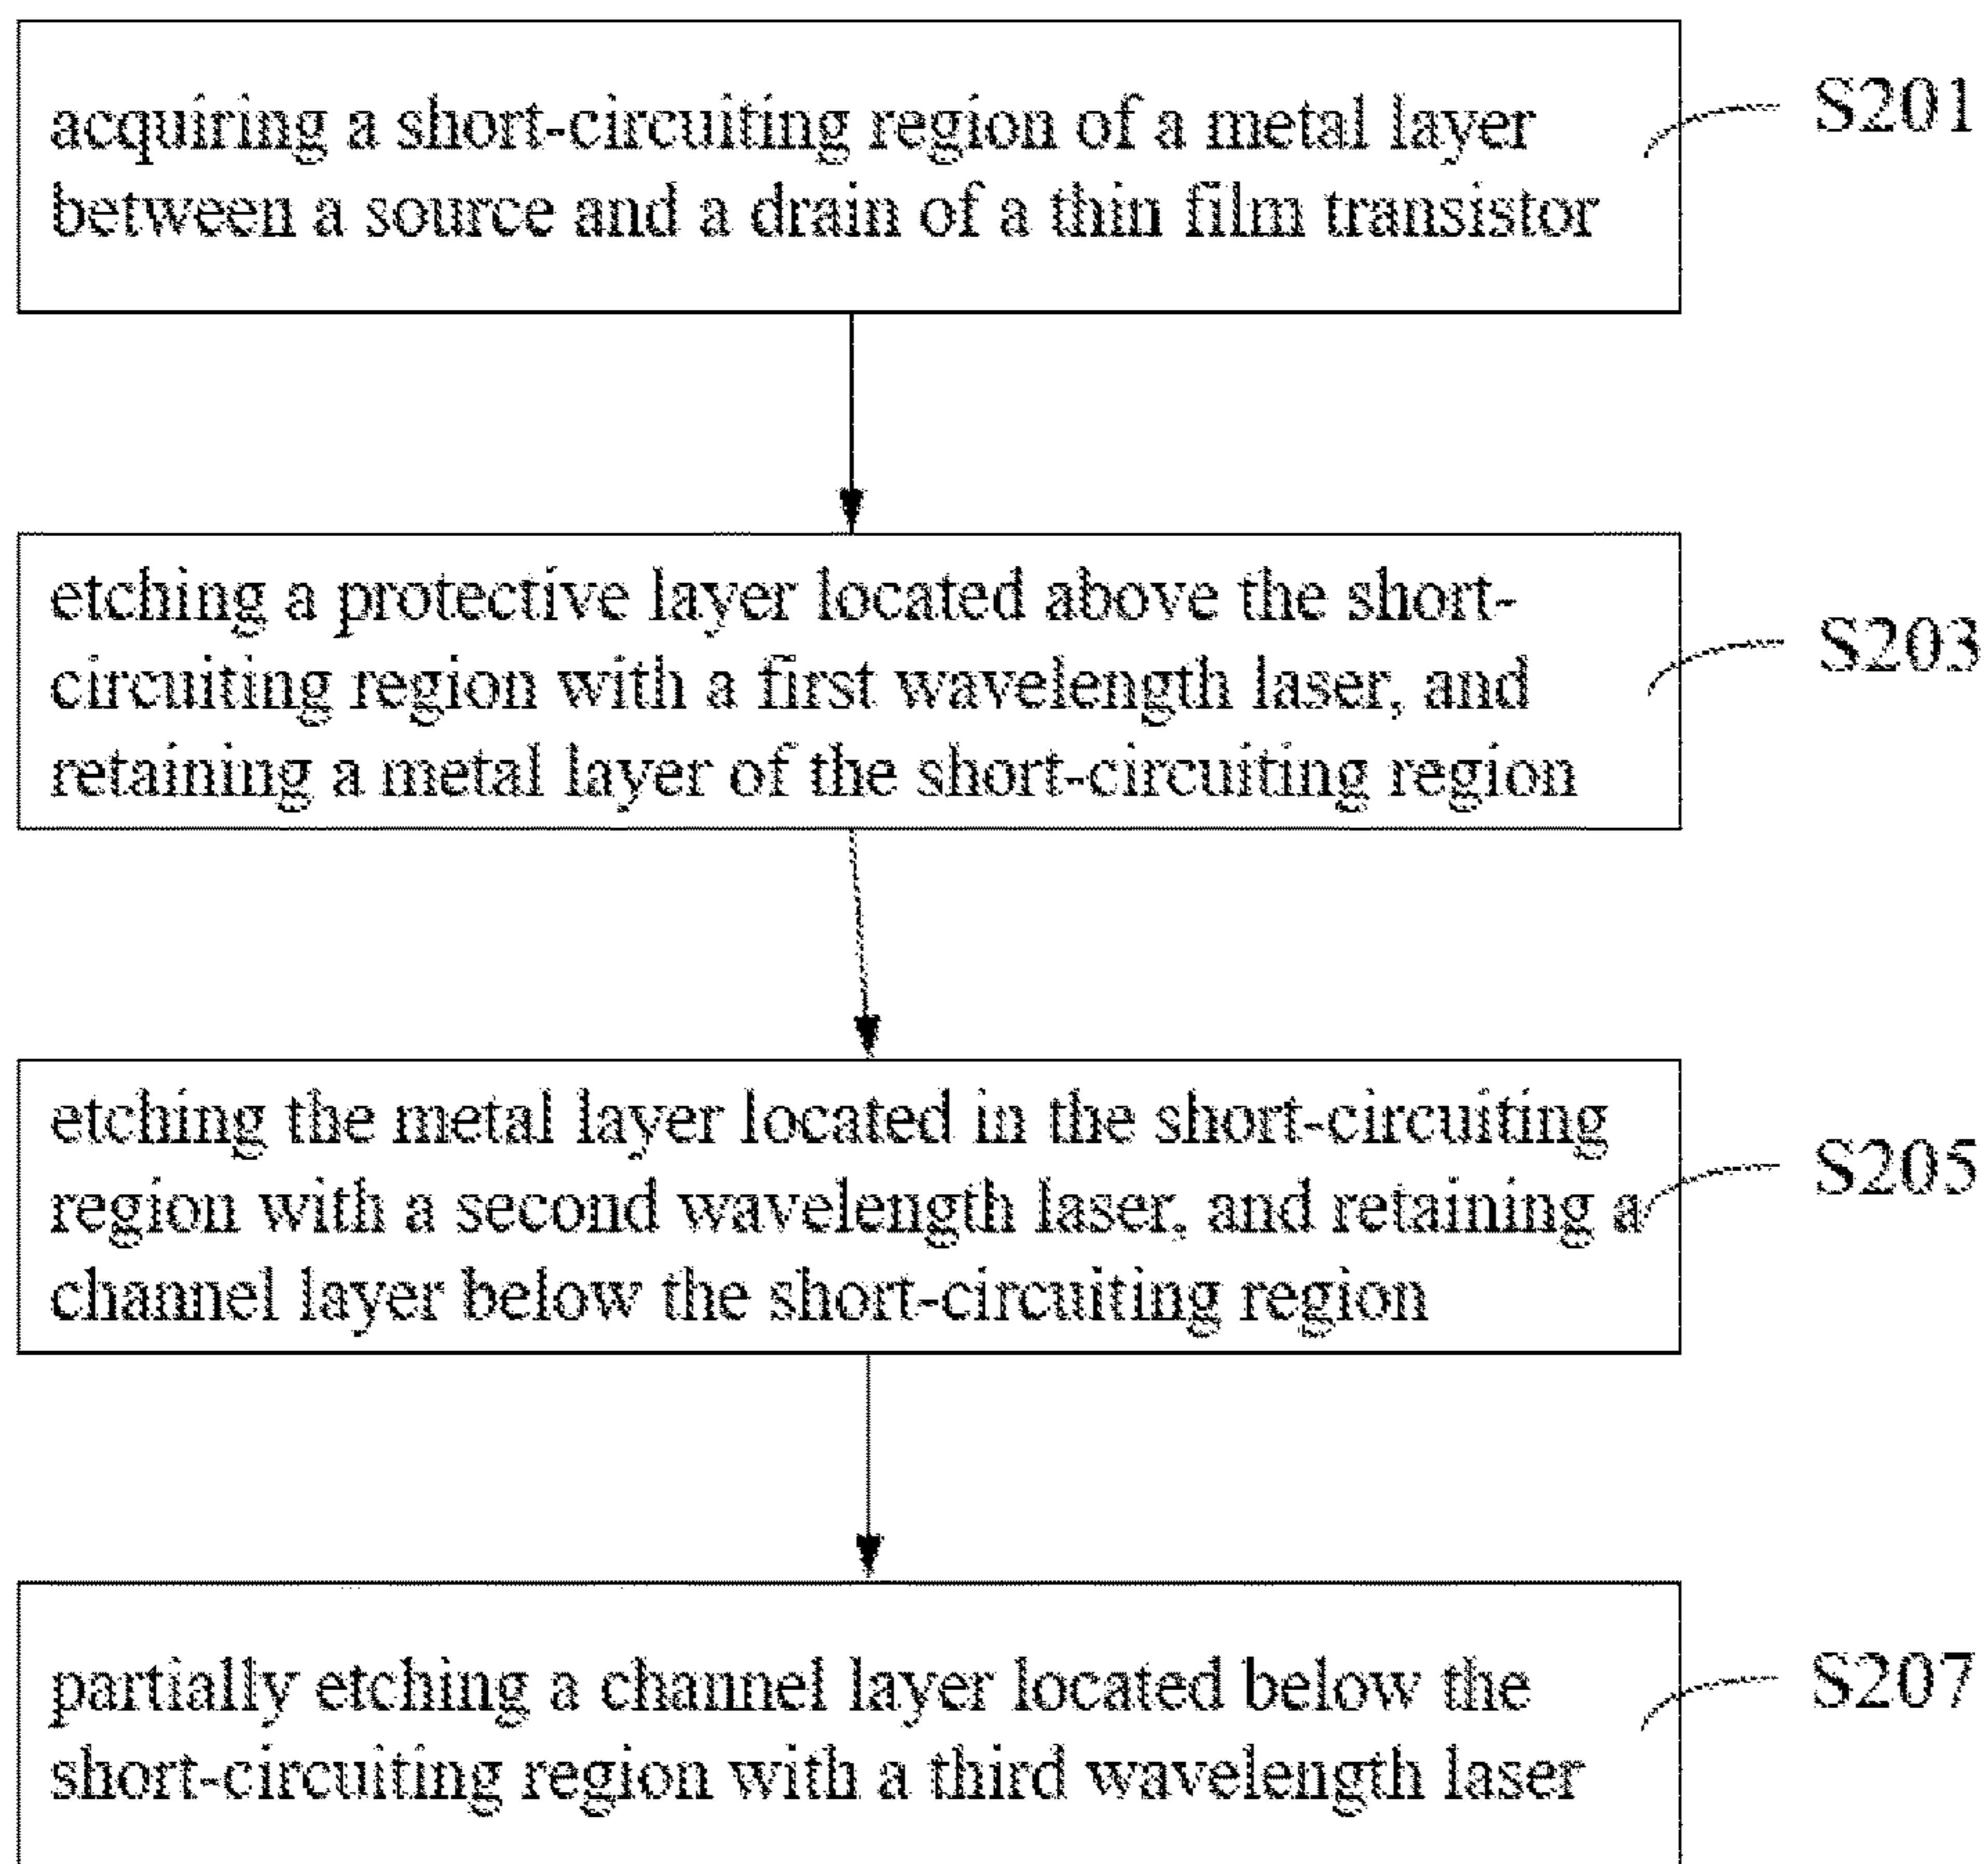 acquiring a short-circuiting region of a metal layer
between a source and a drain of a thin film transistor
S201
etching a protective layer located above the short-
circuiting region with a first wavelength laser, and
retaining a metal layer of the short-circuiting region
S203
etching the metal layer located in the short-circuiting
region with a second wavelength laser, and retaining a
channel layer below the short-circuiting region
S205
partially etching a channel layer located below the
short-circuiting region with a third wavelength laser
S207